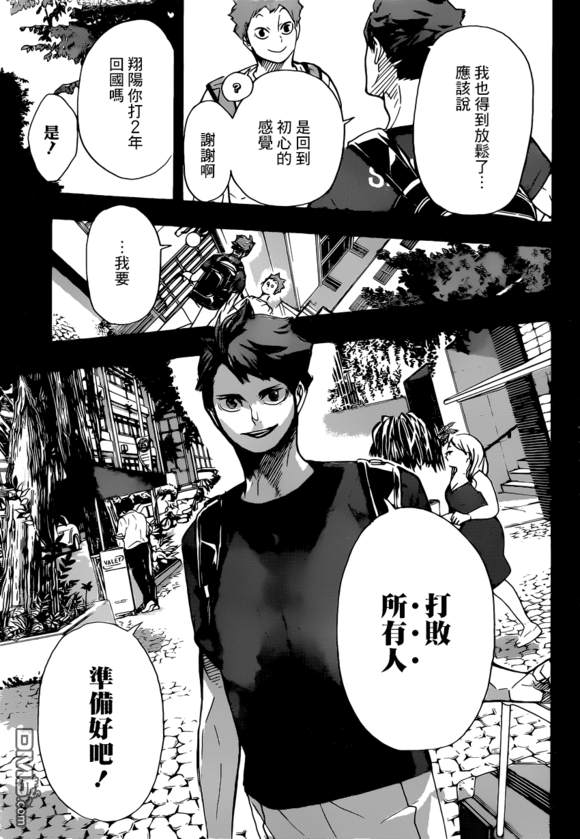 我也得到放鬆了…
應該說
是回到
初心的
感覺
謝謝啊
?
翔陽你打2年
回國嗎
是!
…我要
打敗
所有人
準備好吧!
S
VALET
DM5.com